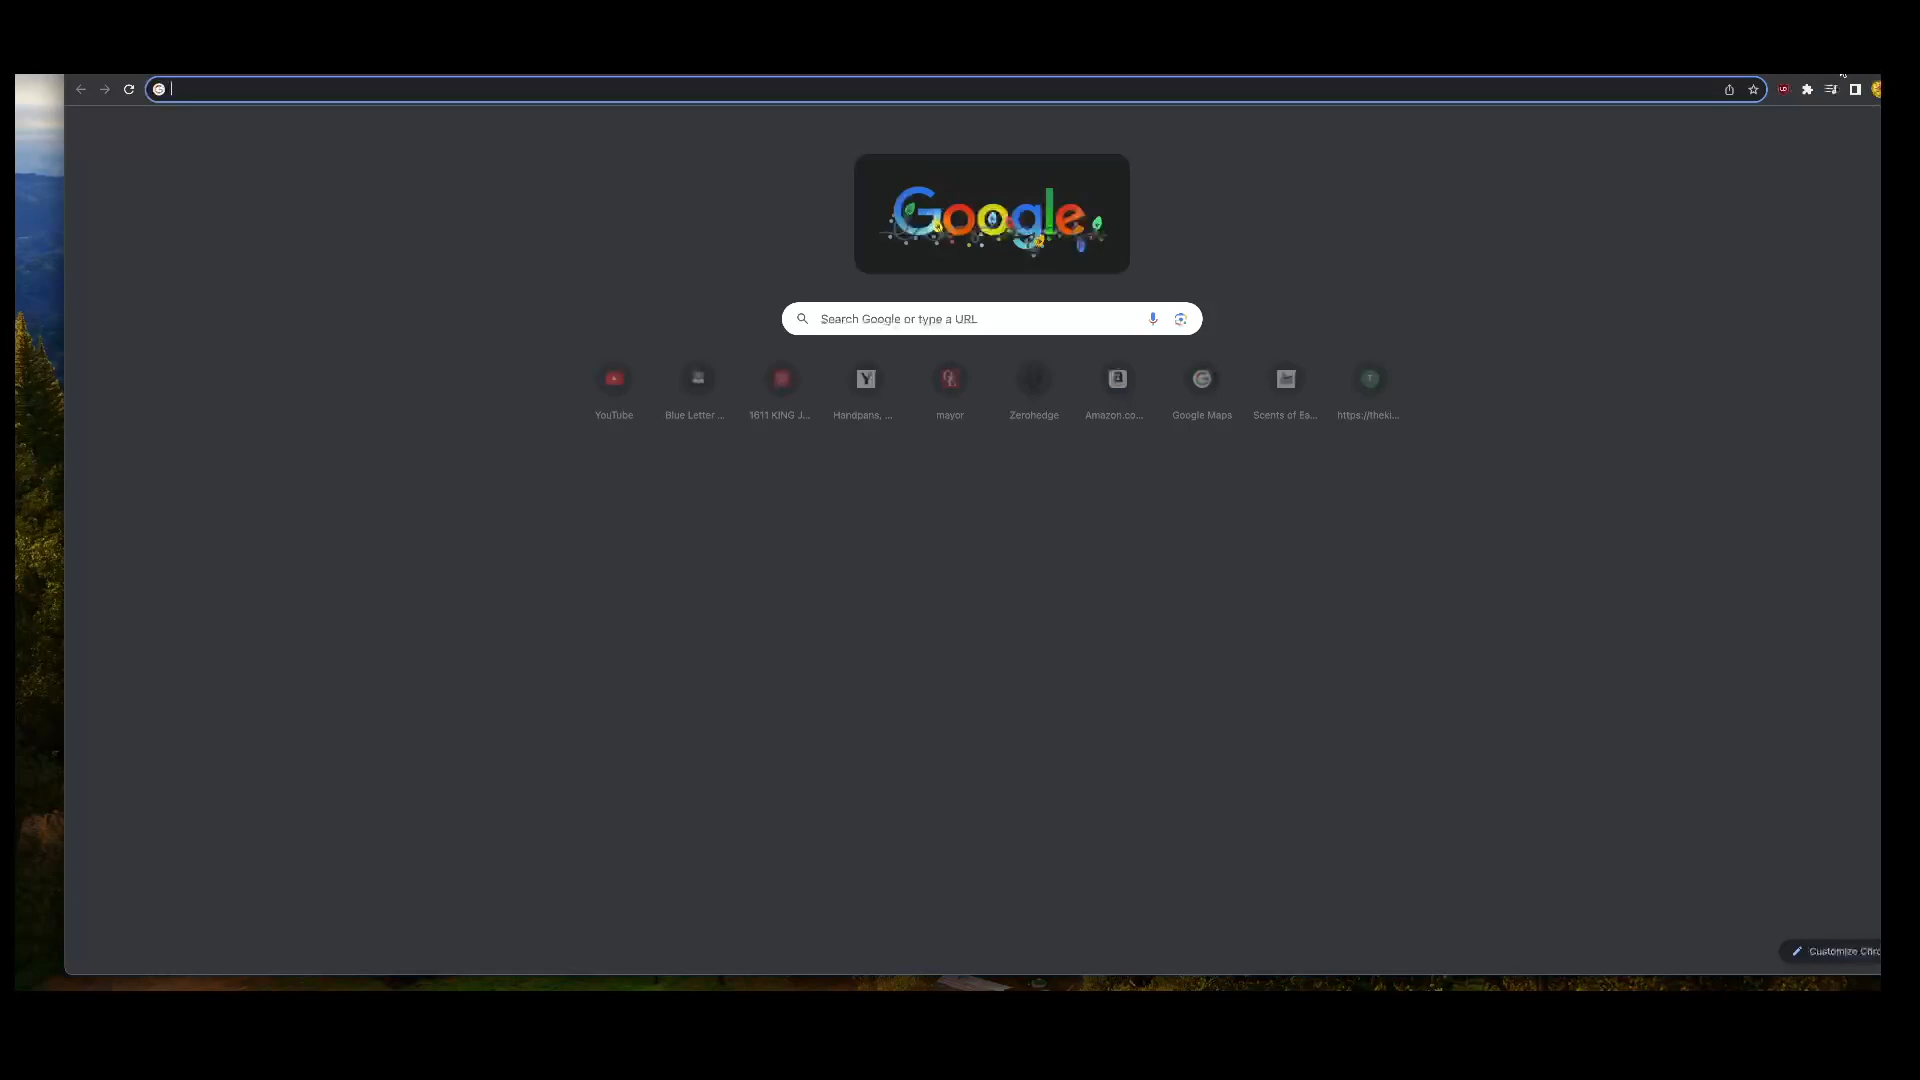 Google
Search Google or type a URL
YouTube
Blue Letter ...
1611 KING J...
Handpans, ...
mayor
Zerohedge
Amazon.co...
Google Maps
Scents of Ea...
https://theki...
Customize Chro